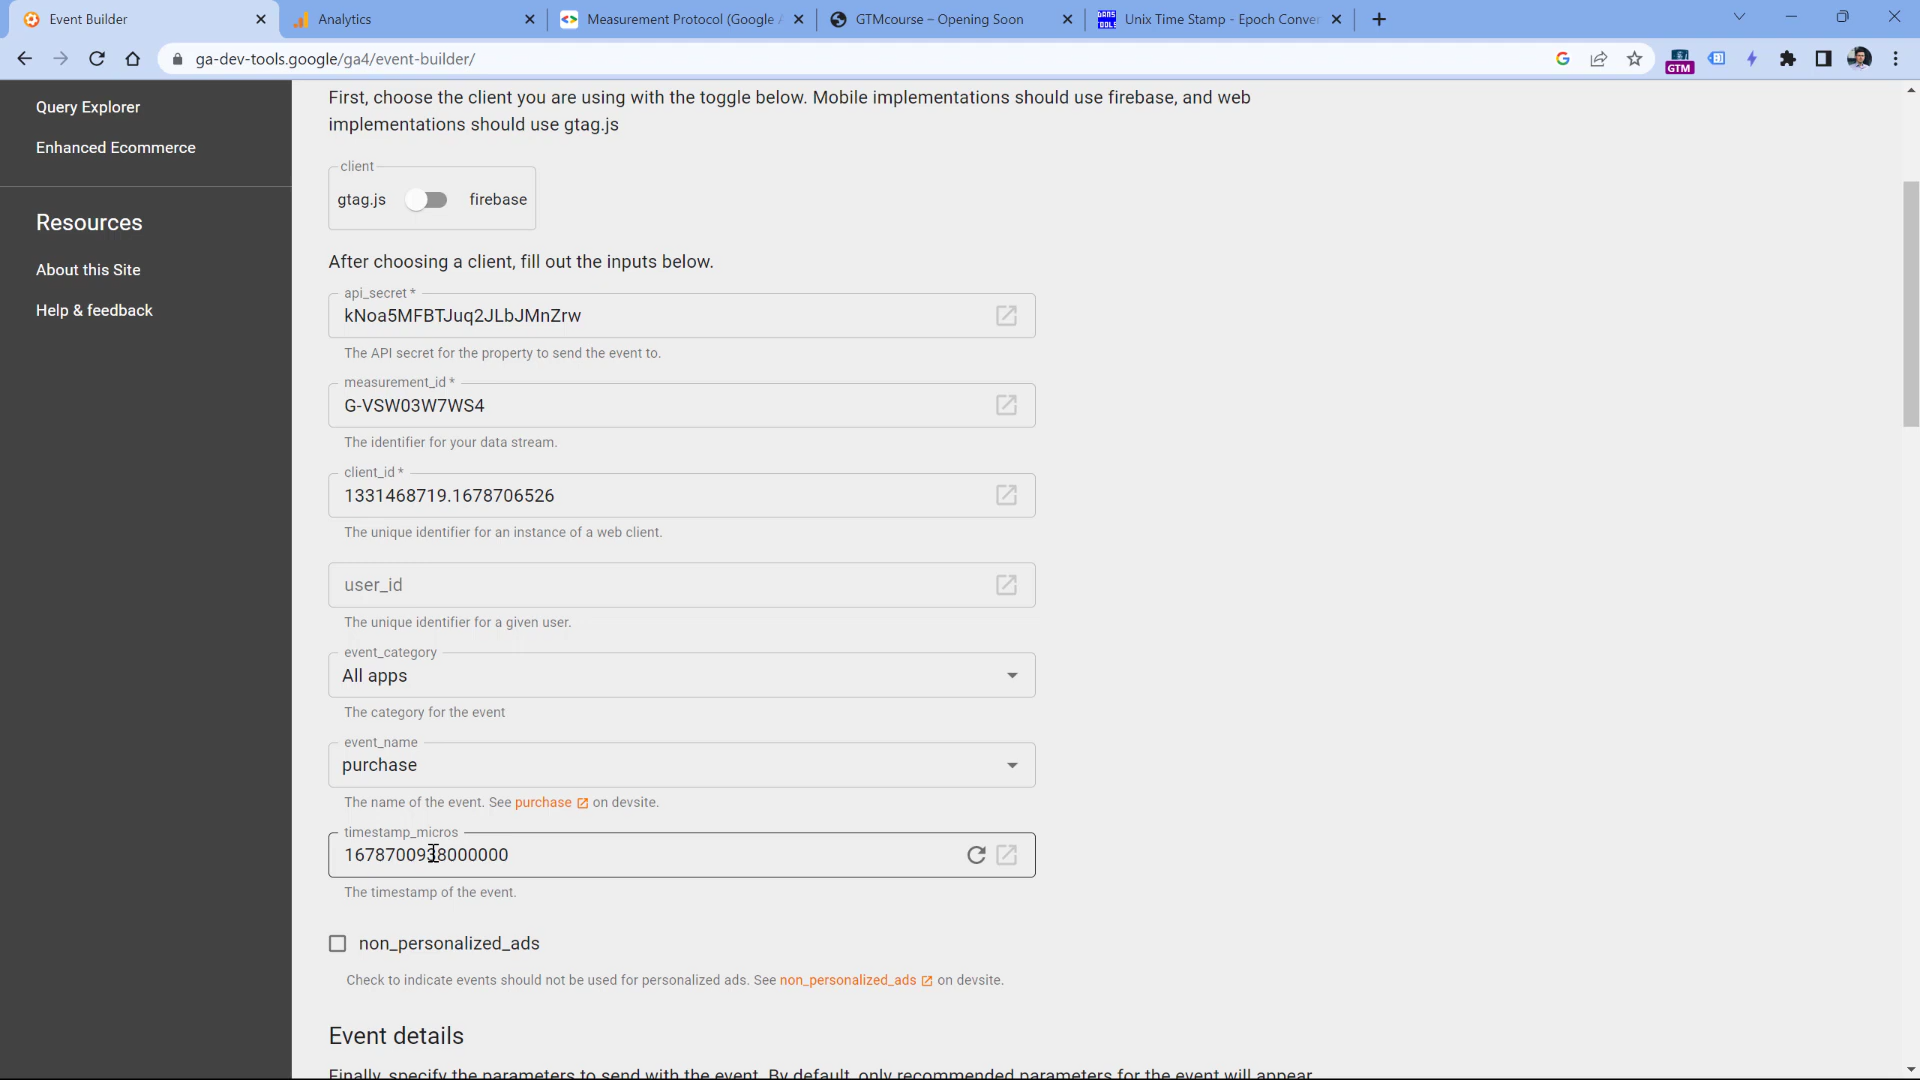 Event Builder
Analytics
Measurement Protocol (Google A
GTMcourse – Opening Soon
Unix Time Stamp - Epoch Conver
ga-dev-tools.google/ga4/event-builder/
GTM
Query Explorer
Enhanced Ecommerce
Resources
About this Site
Help & feedback
First, choose the client you are using with the toggle below. Mobile implementations should use firebase, and web
implementations should use gtag.js
client
gtag.js firebase
After choosing a client, fill out the inputs below.
api_secret *
kNoa5MFBTJuq2JLbJMnZrw
The API secret for the property to send the event to.
measurement_id *
G-VSW03W7WS4
The identifier for your data stream.
client_id *
1331468719.1678706526
The unique identifier for an instance of a web client.
user_id
The unique identifier for a given user.
event_category
All apps
The category for the event
event_name
purchase
The name of the event. See purchase on devsite.
timestamp_micros
1678700938000000
The timestamp of the event.
non_personalized_ads
Check to indicate events should not be used for personalized ads. See non_personalized_ads on devsite.
Event details
Finally, specify the parameters to send with the event. By default, only recommended parameters for the event will appear